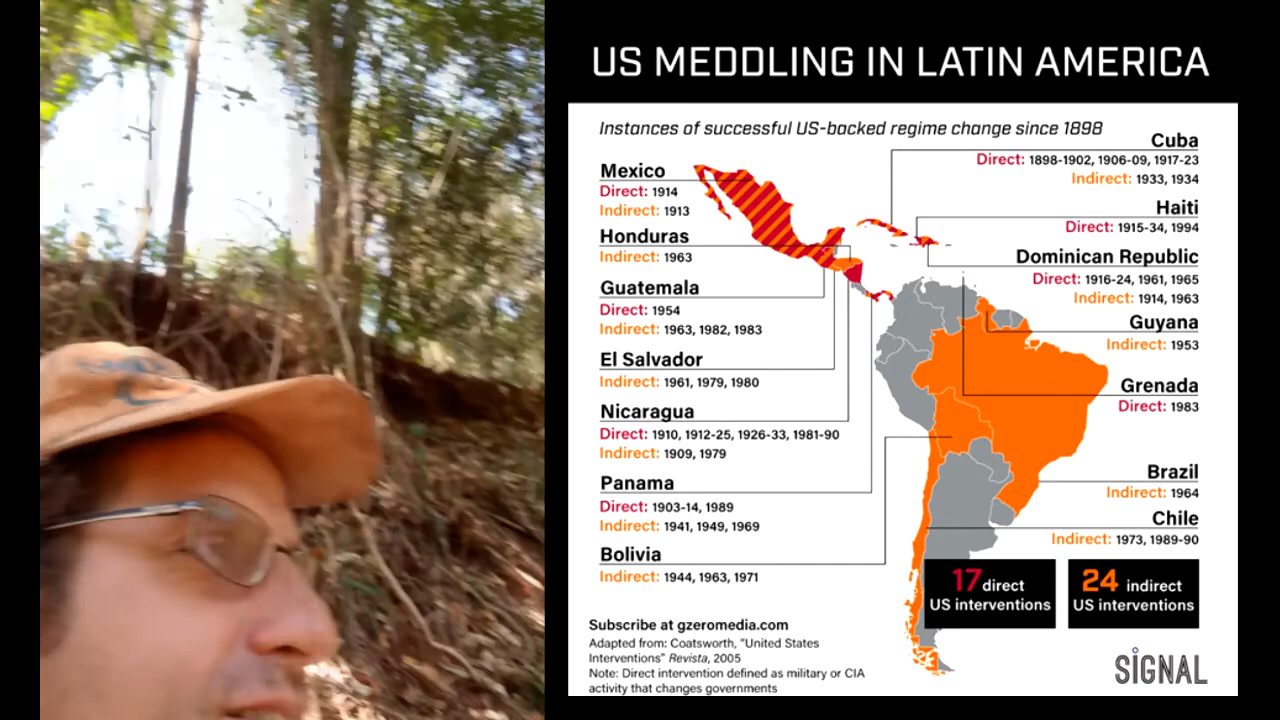 US MEDDLING IN LATIN AMERICA
Instances of successful US-backed regime change since 1898
Mexico
Direct: 1914
Indirect: 1913
Honduras
Indirect: 1963
Guatemala
Direct: 1954
Indirect: 1963, 1982, 1983
El Salvador
Indirect: 1961, 1979, 1980
Nicaragua
Direct: 1910, 1912-25, 1926-33, 1981-90
Indirect: 1909, 1979
Panama
Direct: 1903-14, 1989
Indirect: 1941, 1949, 1969
Bolivia
Indirect: 1944, 1963, 1971
Cuba
Direct: 1898-1902, 1906-09, 1917-23
Indirect: 1933, 1934
Haiti
Direct: 1915-34, 1994
Dominican Republic
Direct: 1916-24, 1961, 1965
Indirect: 1914, 1963
Guyana
Indirect: 1953
Grenada
Direct: 1983
Brazil
Indirect: 1964
Chile
Indirect: 1973, 1989-90
17 direct
US interventions
24 indirect
US interventions
Subscribe at gzeromedia.com
Adapted from: Coatsworth, "United States
Interventions" Revista, 2005
Note: Direct intervention defined as military or CIA
activity that changes governments
SIGNAL